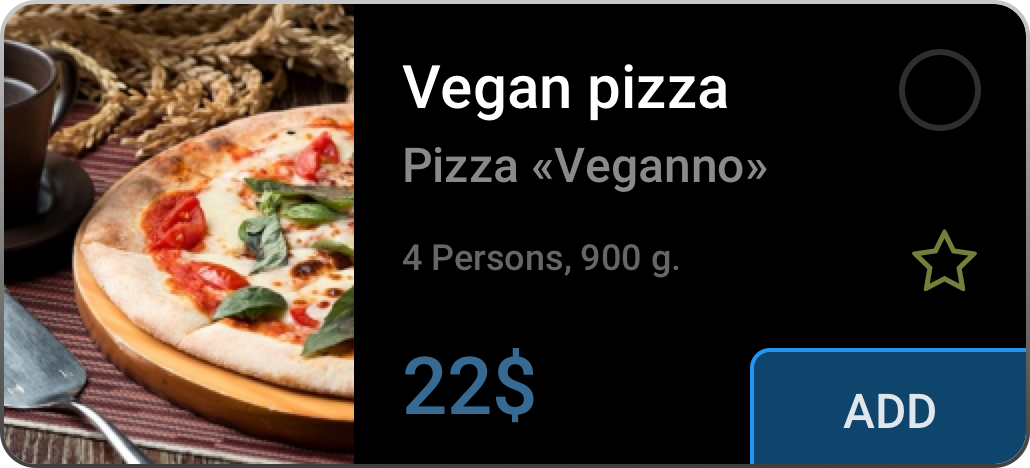 Vegan pizza
Pizza «Veganno»
4 Persons, 900 g.
22$
ADD